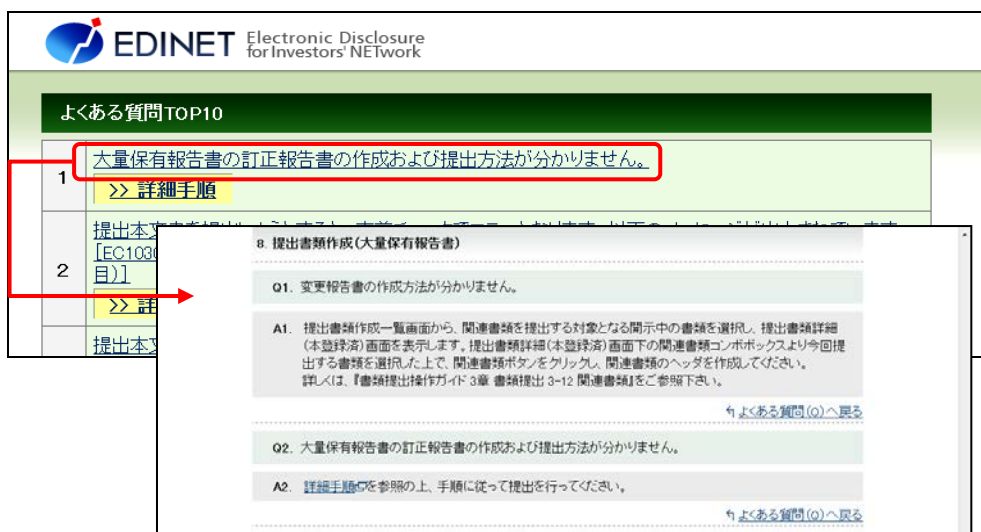 EDINET Electronic Disclosure
for Investors' NETwork
よくある質問TOP10
1
大量保有報告書の訂正報告書の作成および提出方法が分かりません。
>> 詳細手順
2
提出本文
[EC1030
目)]
>> 詳
提出本文
8. 提出書類作成(大量保有報告書)
Q1. 変更報告書の作成方法が分かりません。
A1. 提出書類作成一覧画面から、関連書類を提出する対象となる開示中の書類を選択し、提出書類詳細
(本登録済)画面を表示します。提出書類詳細(本登録済)画面下の関連書類コンボボックスより今回提
出する書類を選択した上で、関連書類ボタンをクリックし、関連書類のヘッダを作成してください。
詳しくは、『書類提出操作ガイド 3章 書類提出 3-12 関連書類』をご参照下さい。
よくある質問(Q)へ戻る
Q2. 大量保有報告書の訂正報告書の作成および提出方法が分かりません。
A2. 詳細手順を参照の上、手順に従って提出を行ってください。
よくある質問(Q)へ戻る